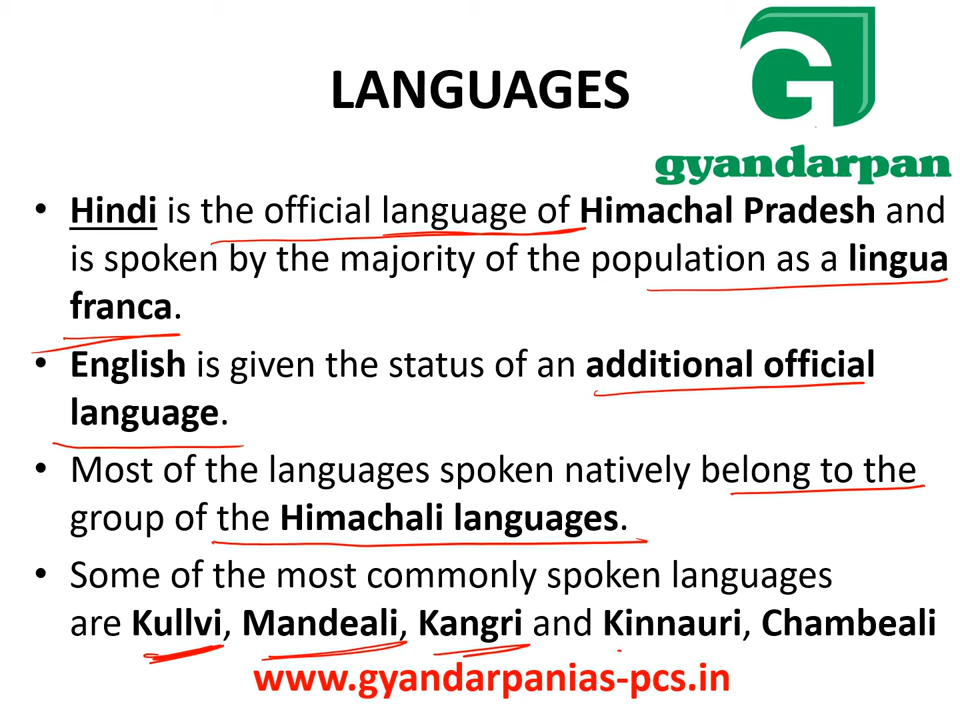 LANGUAGES
gyandarpan
• Hindi is the official language of Himachal Pradesh and
is spoken by the majority of the population as a lingua
franca.
• English is given the status of an additional official
language.
• Most of the languages spoken natively belong to the
group of the Himachali languages.
• Some of the most commonly spoken languages
are Kullvi, Mandeali, Kangri and Kinnauri, Chambeali
www.gyandarpanias-pcs.in